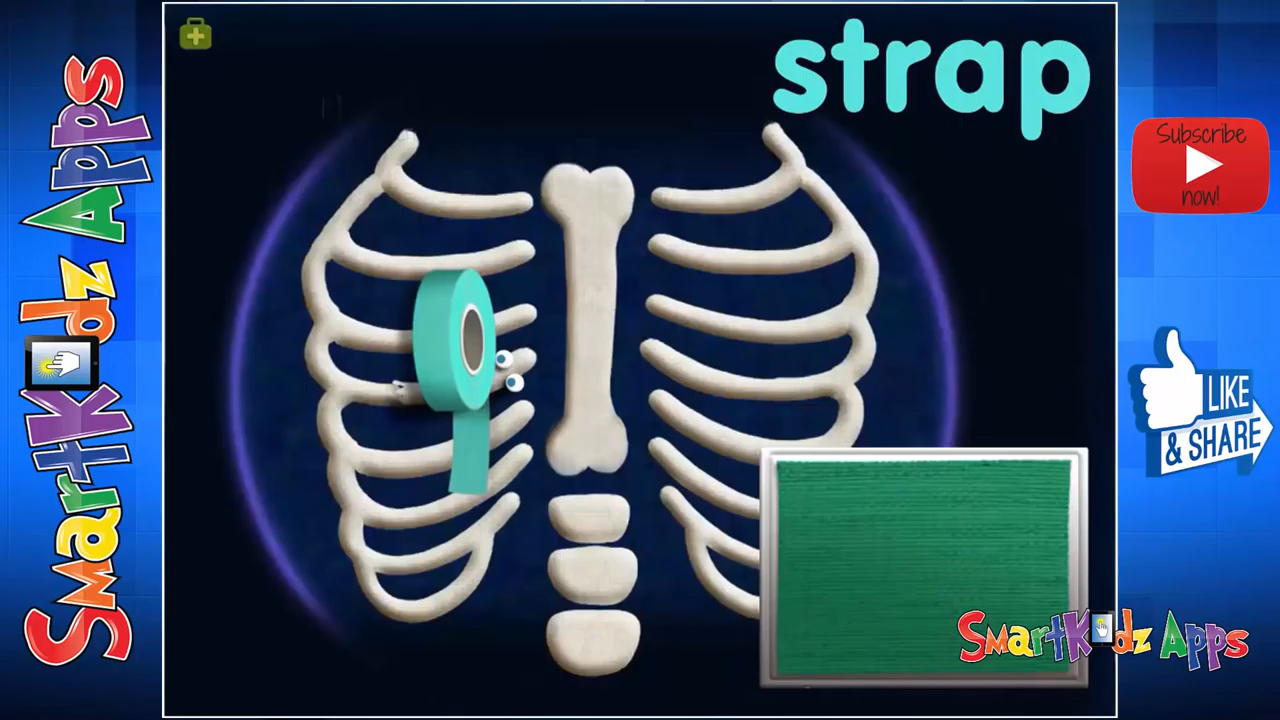 SmartKidz Apps
strap
Subscribe
now!
LIKE
& SHARE
SmartKidz Apps